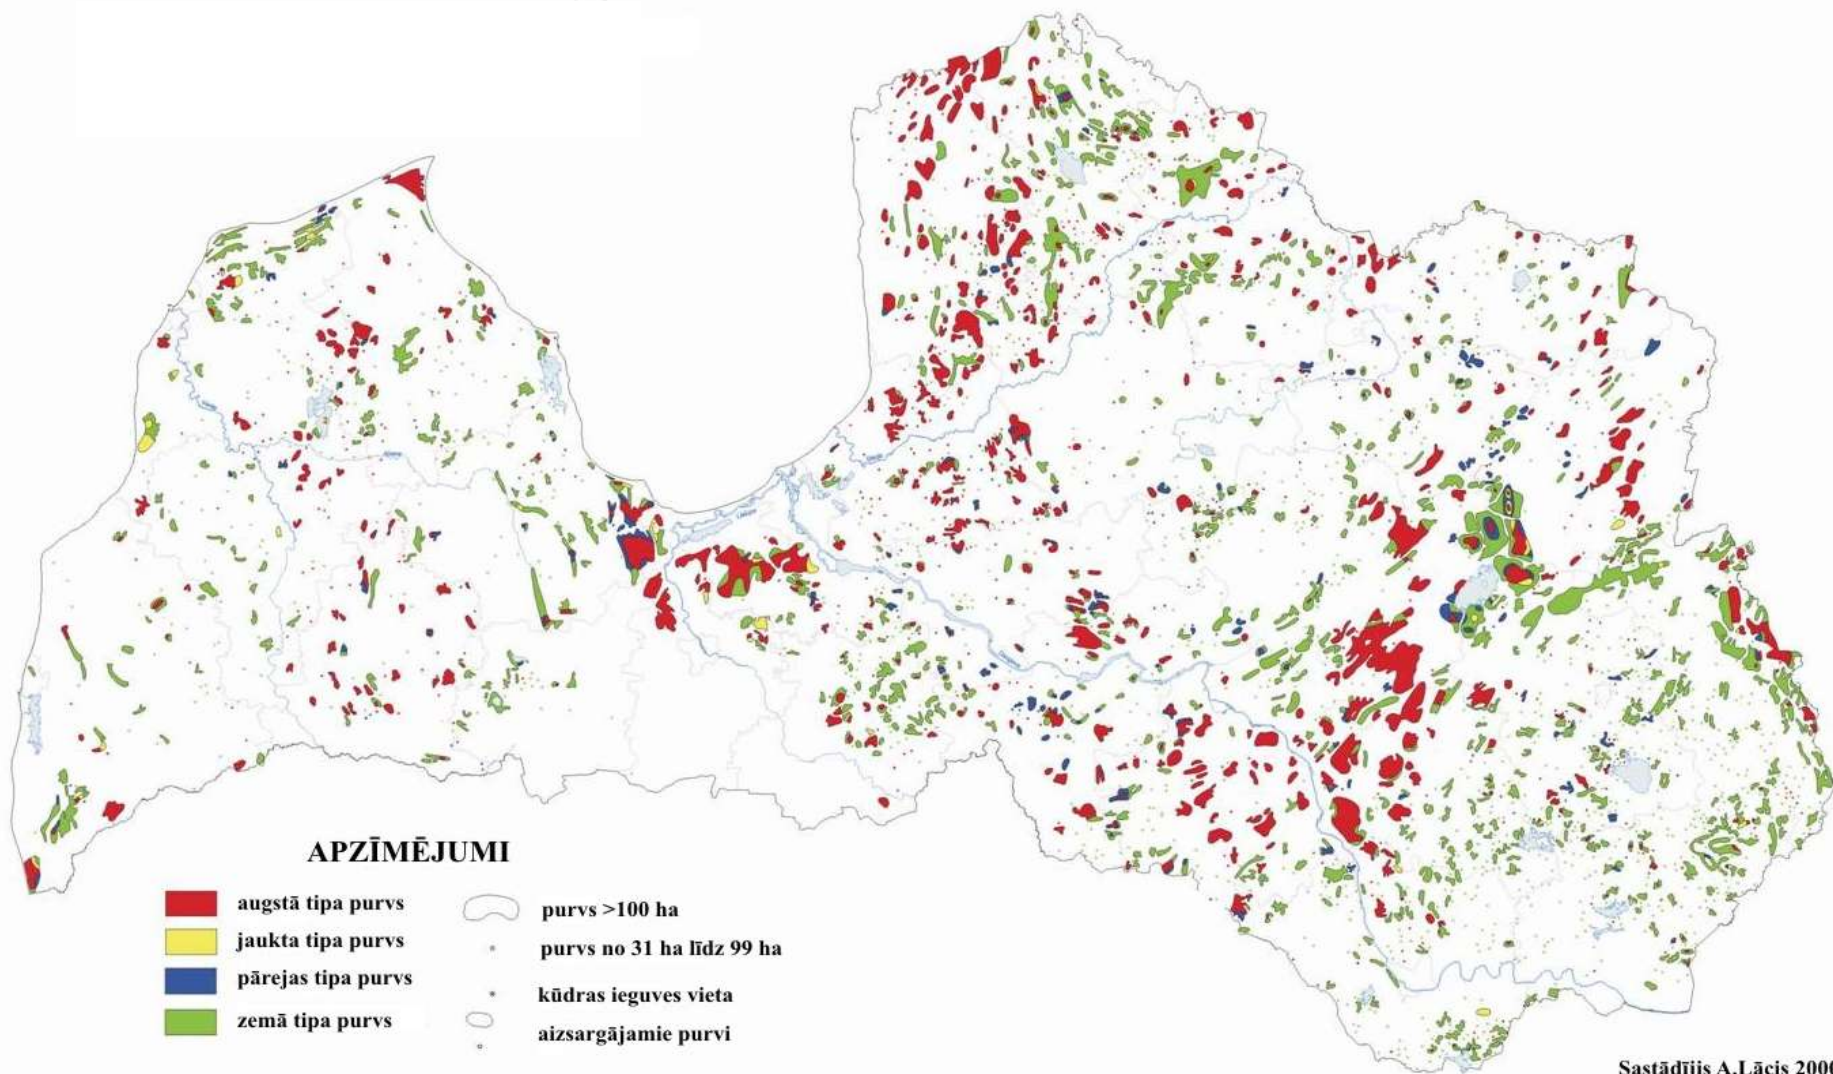 APZĪMĒJUMI
augstā tipa purvs
jaukta tipa purvs
pārejas tipa purvs
zemā tipa purvs
purvs >100 ha
purvs no 31 ha līdz 99 ha
kūdras ieguves vieta
aizsargājamie purvi
Sastādījis A.Lācis 2000